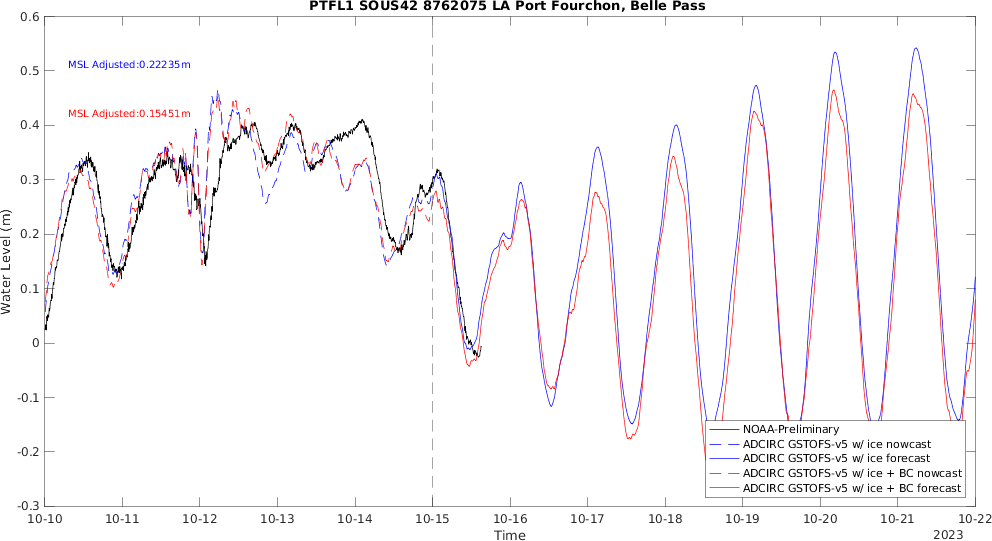 PTFL1 SOUS42 8762075 LA Port Fourchon, Belle Pass
0.6
0.5
0.4
0.3
0.2
0.1
0
-0.1
-0.2
-0.3
Water Level (m)
MSL Adjusted:0.22235m
MSL Adjusted:0.15451m
NOAA-Preliminary
ADCIRC GSTOFS-v5 w/ ice nowcast
ADCIRC GSTOFS-v5 w/ ice forecast
ADCIRC GSTOFS-v5 w/ ice + BC nowcast
ADCIRC GSTOFS-v5 w/ ice + BC forecast
10-10 10-11 10-12 10-13 10-14 10-15 10-16 10-17 10-18 10-19 10-20 10-21 10-22
Time
2023